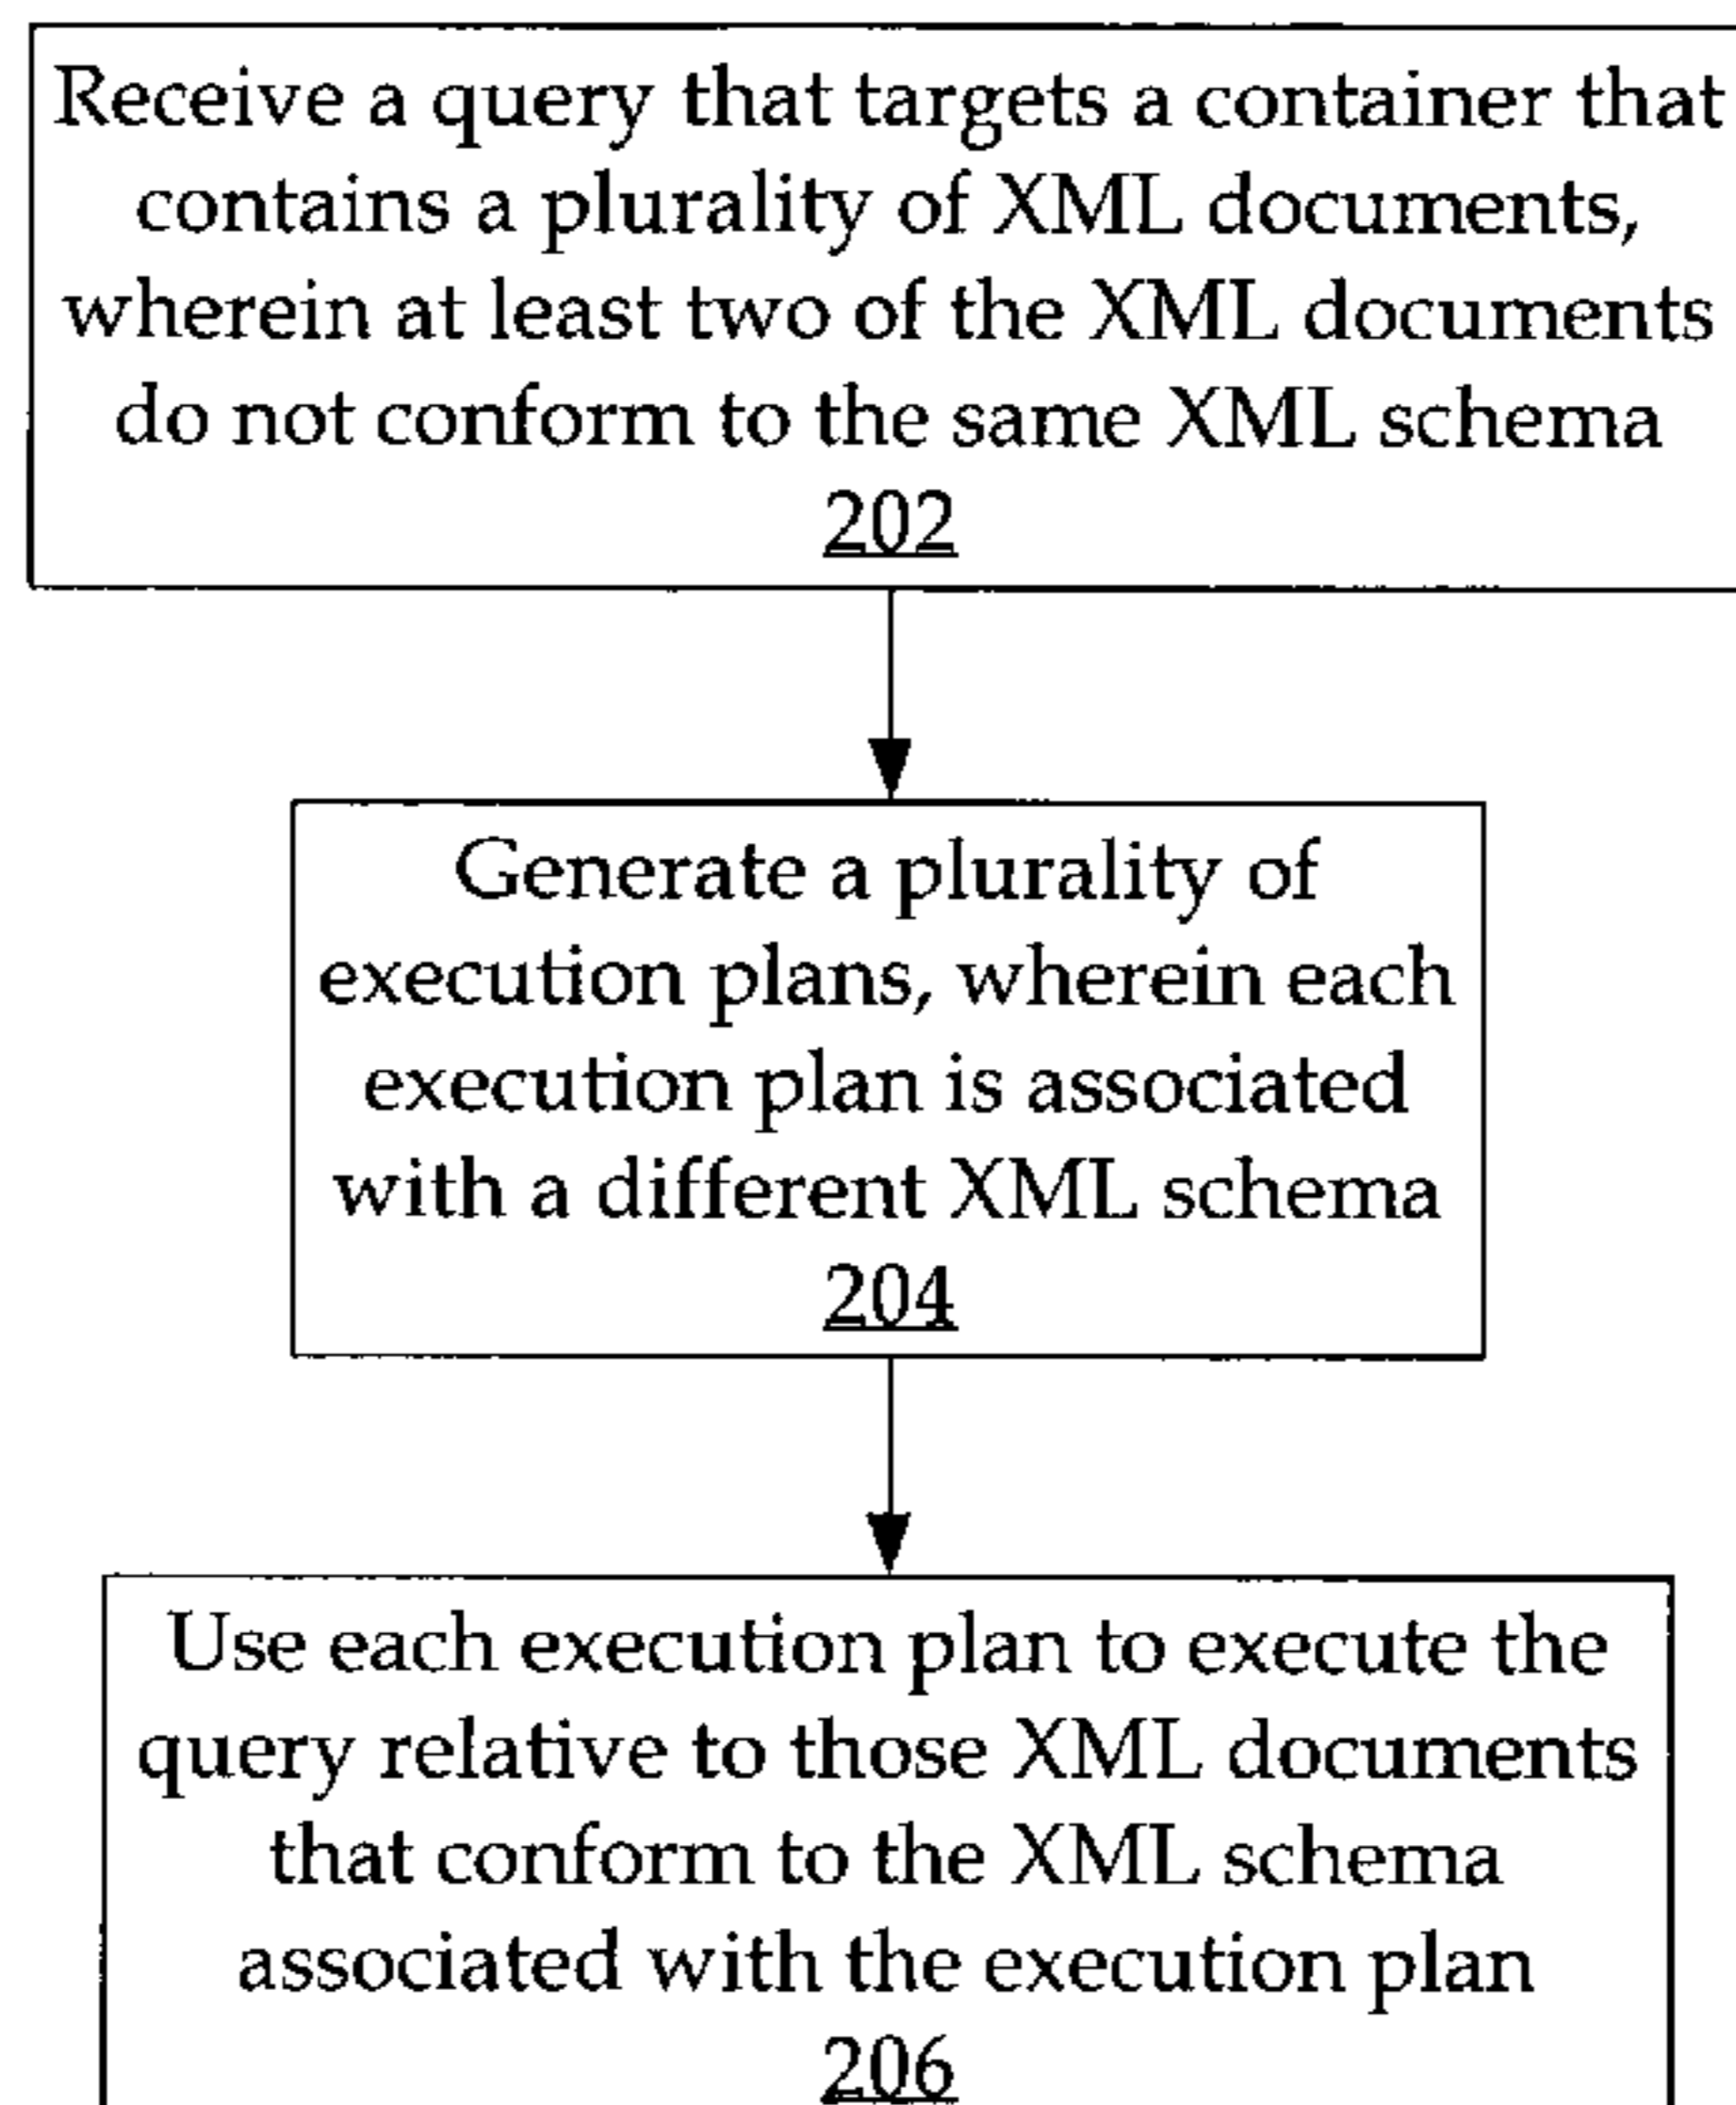 Receive a query that targets a container that
contains a plurality of XML documents,
wherein at least two of the XML documents
do not conform to the same XML schema
202
Generate a plurality of
execution plans, wherein each
execution plan is associated
with a different XML schema
204
Use each execution plan to execute the
query relative to those XML documents
that conform to the XML schema
associated with the execution plan
206